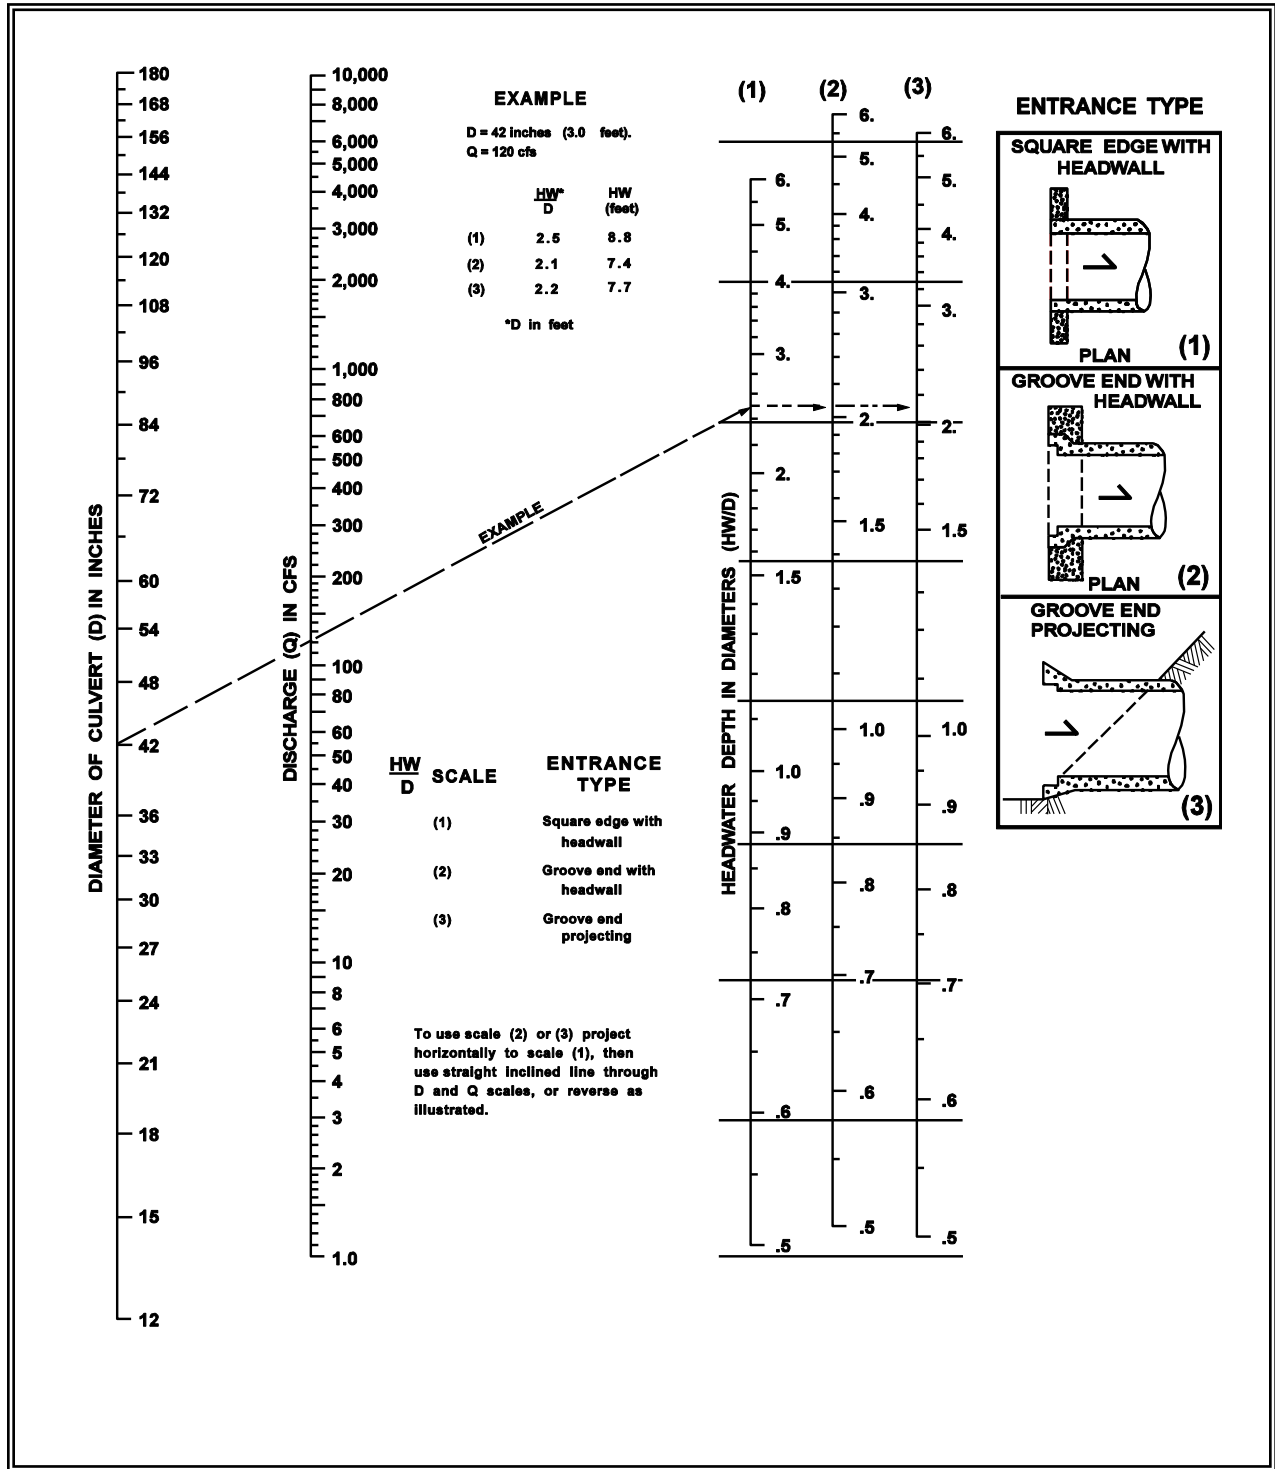 180
168
156
144
132
120
108
96
84
72
60
54
48
42
36
33
30
27
24
21
18
15
12
DIAMETER OF CULVERT (D) IN INCHES
10,000
8,000
6,000
5,000
4,000
3,000
2,000
1,000
800
600
500
400
300
200
100
80
60
50
40
30
20
10
8
6
5
4
3
2
1.0
DISCHARGE (Q) IN CFS
EXAMPLE
D = 42 inches (3.0 feet).
Q = 120 cfs
HW* HW
D (feet)
(1) 2.5 8.8
(2) 2.1 7.4
(3) 2.2 7.7
*D in feet
EXAMPLE
HW
D
SCALE
ENTRANCE
TYPE
(1) Square edge with
headwall
(2) Groove end with
headwall
(3) Groove end
projecting
To use scale (2) or (3) project
horizontally to scale (1), then
use straight inclined line through
D and Q scales, or reverse as
illustrated.
HEADWATER DEPTH IN DIAMETERS (HW/D)
(1)
6.
5.
4.
3.
2.
1.5
1.0
.9
.8
.7
.6
.5
(2)
6.
5.
4.
3.
2.
1.5
1.0
.9
.8
.7
.6
.5
(3)
6.
5.
4.
3.
2.
1.5
1.0
.9
.8
.7
.6
.5
ENTRANCE TYPE
SQUARE EDGE WITH
HEADWALL
PLAN
(1)
GROOVE END WITH
HEADWALL
PLAN
(2)
GROOVE END
PROJECTING
(3)